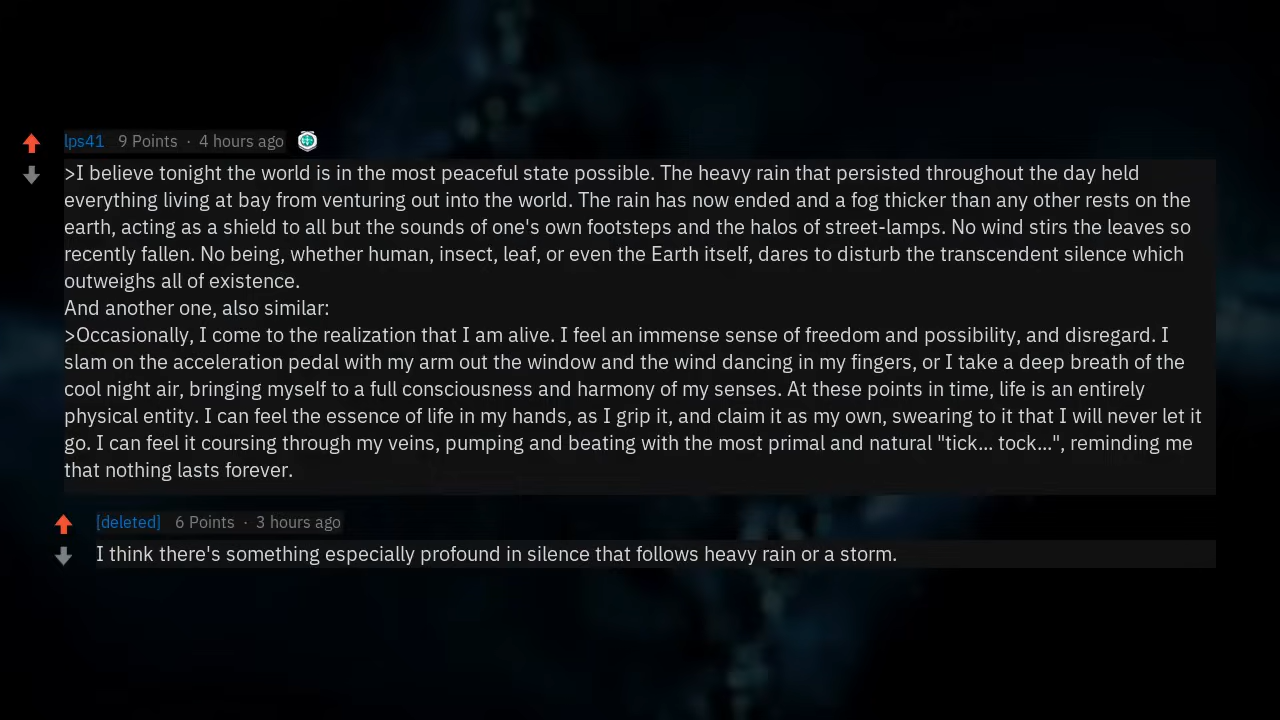 lps41 9 Points · 4 hours ago
>I believe tonight the world is in the most peaceful state possible. The heavy rain that persisted throughout the day held
everything living at bay from venturing out into the world. The rain has now ended and a fog thicker than any other rests on the
earth, acting as a shield to all but the sounds of one's own footsteps and the halos of street-lamps. No wind stirs the leaves so
recently fallen. No being, whether human, insect, leaf, or even the Earth itself, dares to disturb the transcendent silence which
outweighs all of existence.
And another one, also similar:
>Occasionally, I come to the realization that I am alive. I feel an immense sense of freedom and possibility, and disregard. I
slam on the acceleration pedal with my arm out the window and the wind dancing in my fingers, or I take a deep breath of the
cool night air, bringing myself to a full consciousness and harmony of my senses. At these points in time, life is an entirely
physical entity. I can feel the essence of life in my hands, as I grip it, and claim it as my own, swearing to it that I will never let it
go. I can feel it coursing through my veins, pumping and beating with the most primal and natural "tick... tock...", reminding me
that nothing lasts forever.
[deleted] 6 Points · 3 hours ago
I think there's something especially profound in silence that follows heavy rain or a storm.